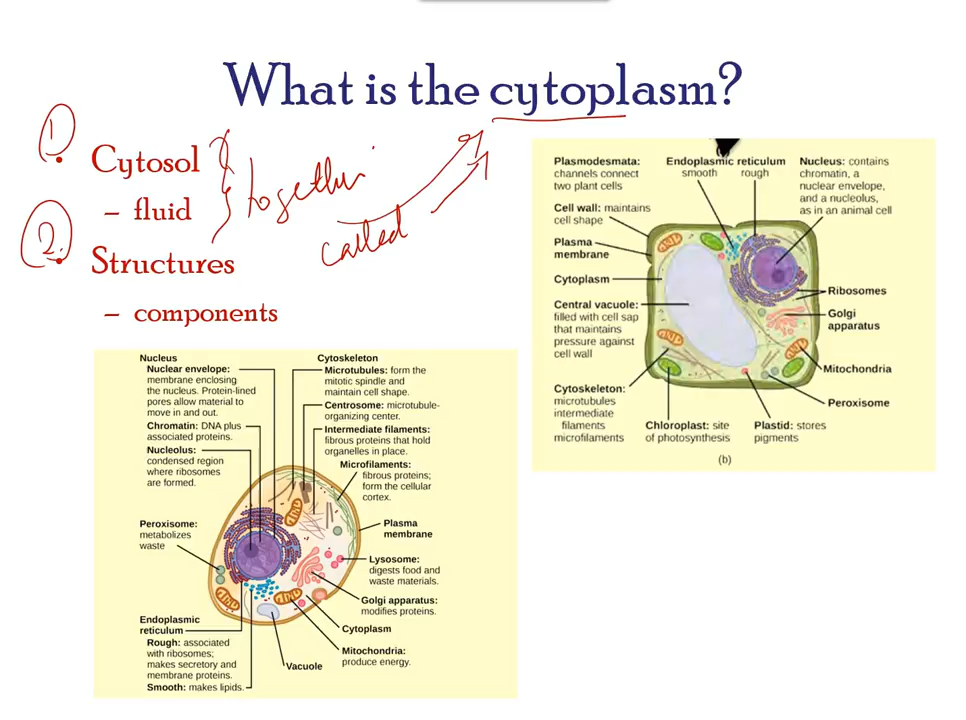 What is the cytoplasm?
1
• Cytosol
– fluid
together
called
2.
• Structures
– components
Plasmodesmata:
channels connect
two plant cells
Cell wall: maintains
cell shape
Plasma
membrane
Cytoplasm
Central vacuole:
filled with cell sap
that maintains
pressure against
cell wall
Cytoskeleton:
microtubules
intermediate
filaments
microfilaments
Endoplasmic reticulum
smooth rough
Nucleus: contains
chromatin, a
nuclear envelope,
and a nucleolus,
as in an animal cell
Ribosomes
Golgi
apparatus
Mitochondria
Peroxisome
Chloroplast: site
of photosynthesis
Plastid: stores
pigments
(b)
Nucleus
Nuclear envelope:
membrane enclosing
the nucleus. Protein-lined
pores allow material to
move in and out.
Chromatin: DNA plus
associated proteins.
Nucleolus:
condensed region
where ribosomes
are formed.
Peroxisome:
metabolizes
waste
Endoplasmic
reticulum
Rough: associated
with ribosomes;
makes secretory and
membrane proteins.
Smooth: makes lipids.
Cytoskeleton
Microtubules: form the
mitotic spindle and
maintain cell shape.
Centrosome: microtubule-
organizing center.
Intermediate filaments:
fibrous proteins that hold
organelles in place.
Microfilaments:
fibrous proteins;
form the cellular
cortex.
Plasma
membrane
Lysosome:
digests food and
waste materials.
Golgi apparatus:
modifies proteins.
Cytoplasm
Mitochondria:
produce energy.
Vacuole